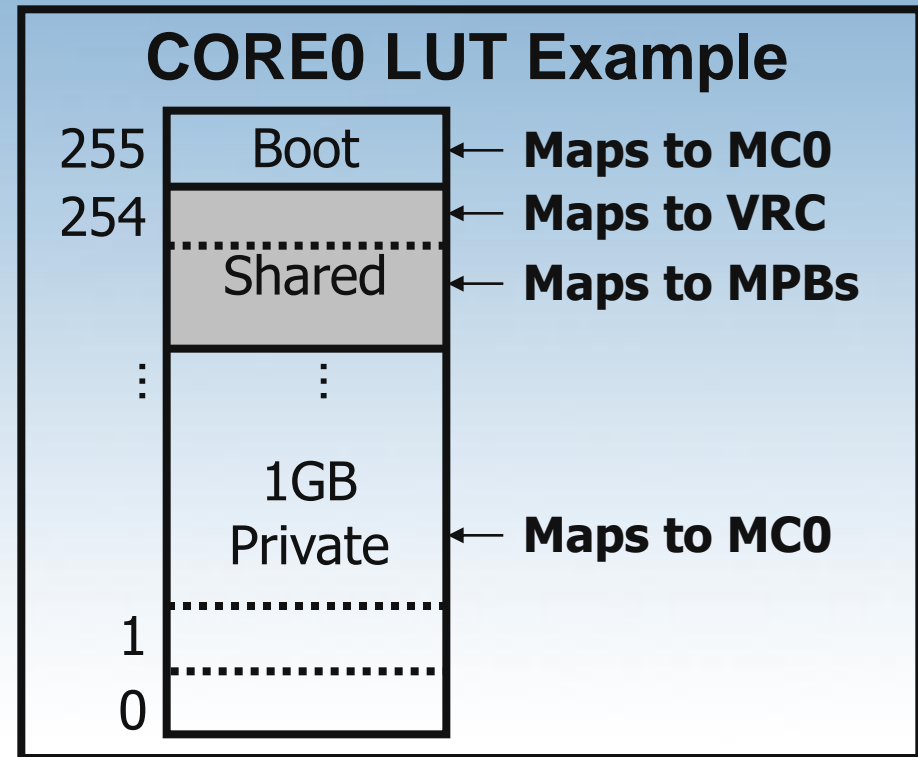 CORE0 LUT Example
255 Boot Maps to MC0
254 Maps to VRC
Shared Maps to MPBs
⋮ ⋮
1GB
Private Maps to MC0
1
0